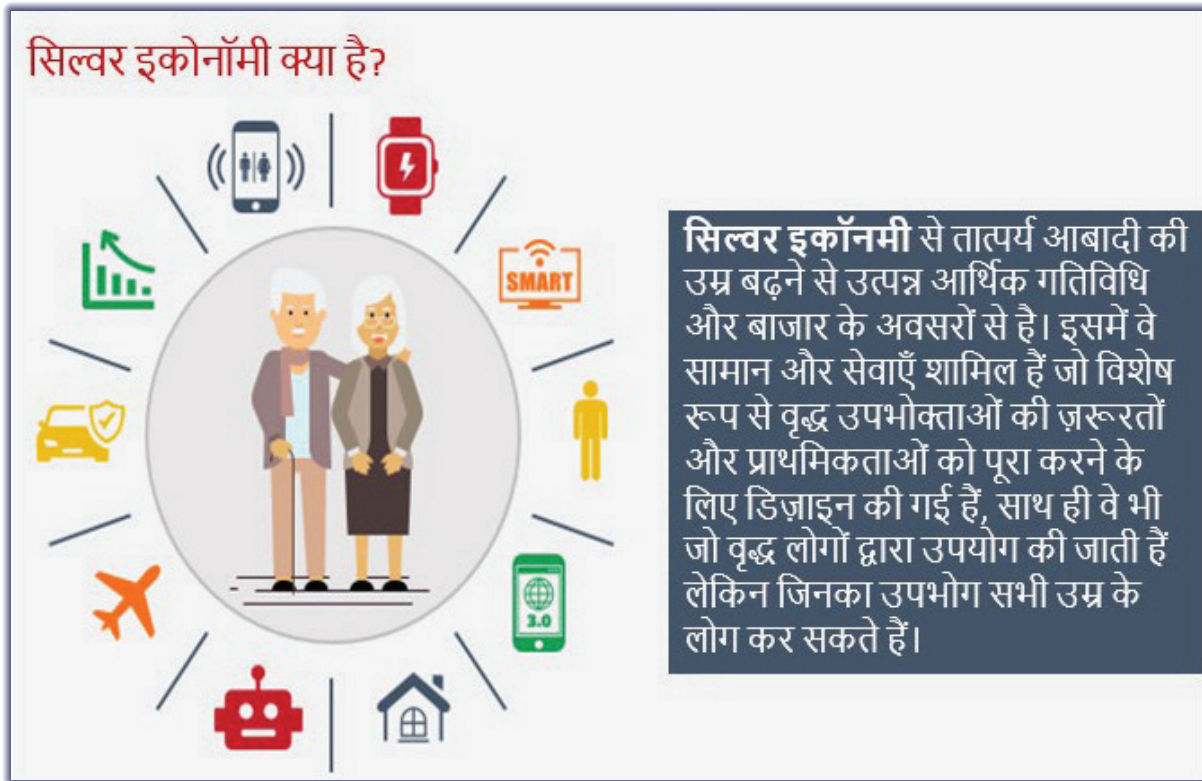 सिल्वर इकोनॉमी क्या है?
SMART
3.0
सिल्वर इकॉनमी से तात्पर्य आबादी की
उम्र बढ़ने से उत्पन्न आर्थिक गतिविधि
और बाजार के अवसरों से है। इसमें वे
सामान और सेवाएँ शामिल हैं जो विशेष
रूप से वृद्ध उपभोक्ताओं की ज़रूरतों
और प्राथमिकताओं को पूरा करने के
लिए डिज़ाइन की गई हैं, साथ ही वे भी
जो वृद्ध लोगों द्वारा उपयोग की जाती हैं
लेकिन जिनका उपभोग सभी उम्र के
लोग कर सकते हैं।